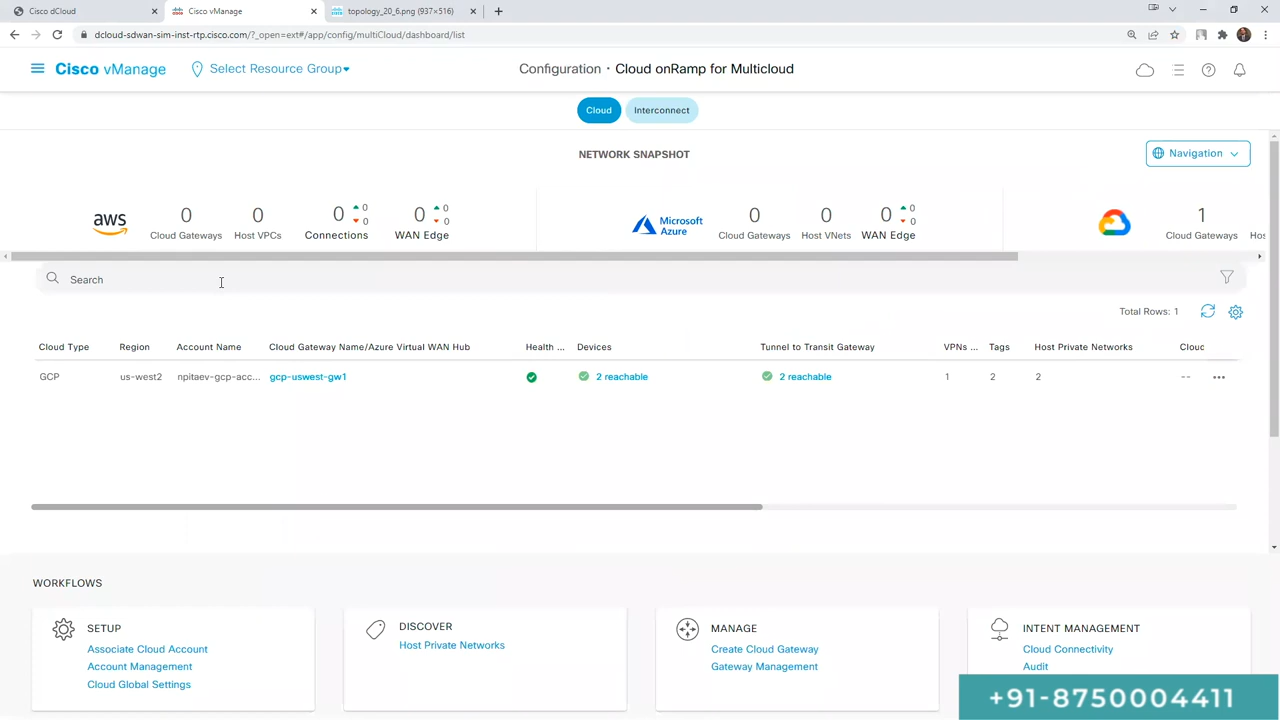 Cisco dCloud
Cisco vManage
topology_20_6.png (937×516)
dcloud-sdwan-sim-inst-rtp.cisco.com/?_open=ext#/app/config/multiCloud/dashboard/list
Cisco vManage
Select Resource Group
Configuration · Cloud onRamp for Multicloud
Cloud
Interconnect
NETWORK SNAPSHOT
Navigation
aws
0
Cloud Gateways
0
Host VPCs
0
0
0
Connections
0
0
0
WAN Edge
Microsoft
Azure
0
Cloud Gateways
0
Host VNets
0
0
0
WAN Edge
1
Cloud Gateways
Hos
Search
Total Rows: 1
Cloud Type Region Account Name Cloud Gateway Name/Azure Virtual WAN Hub Health ... Devices Tunnel to Transit Gateway VPNs ... Tags Host Private Networks Clouc
GCP us-west2 npitaev-gcp-acc... gcp-uswest-gw1 2 reachable 2 reachable 1 2 2 -- •••
WORKFLOWS
SETUP
Associate Cloud Account
Account Management
Cloud Global Settings
DISCOVER
Host Private Networks
MANAGE
Create Cloud Gateway
Gateway Management
INTENT MANAGEMENT
Cloud Connectivity
Audit
+91-8750004411